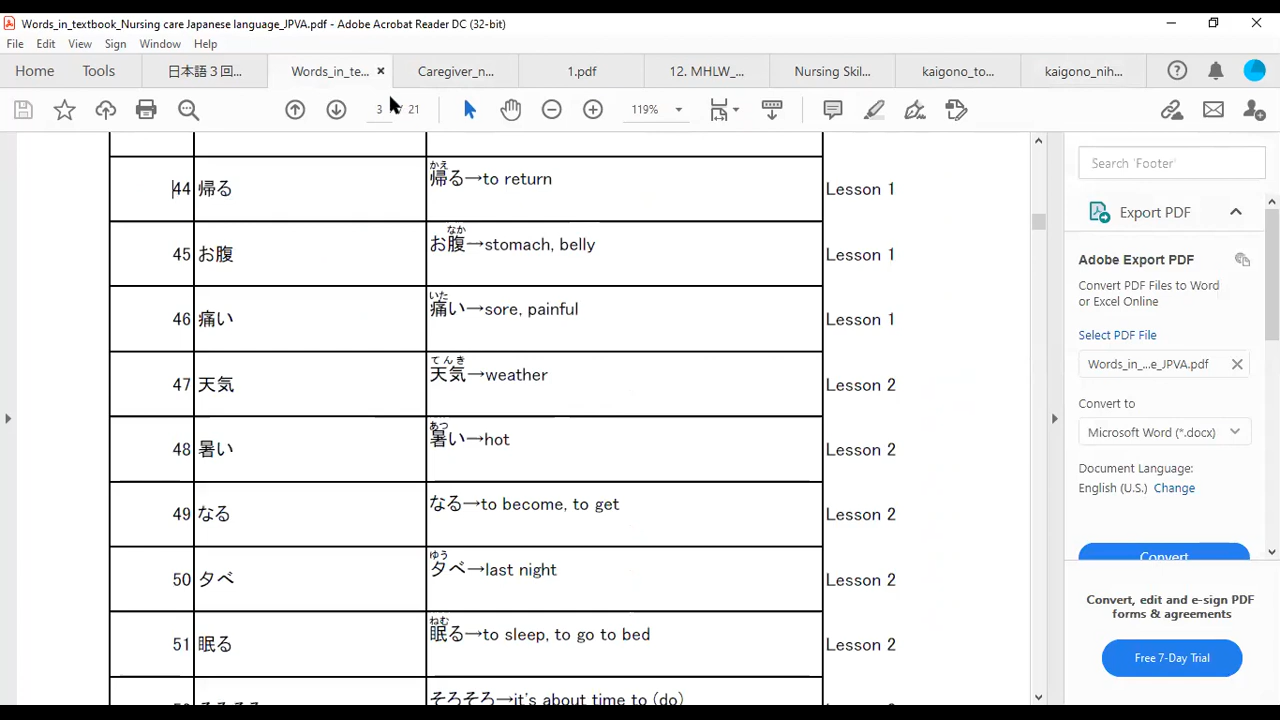 Words_in_textbook_Nursing care Japanese language_JPVA.pdf - Adobe Acrobat Reader DC (32-bit)
File Edit View Sign Window Help
Home Tools 日本語３回... Words_in_te... Caregiver_n... 1.pdf 12. MHLW_... Nursing Skil... kaigono_to... kaigono_nih...
3 / 21 119%
かえ
44 帰る 帰る→to return Lesson 1
なか
45 お腹 お腹→stomach, belly Lesson 1
いた
46 痛い 痛い→sore, painful Lesson 1
てんき
47 天気 天気→weather Lesson 2
あつ
48 暑い 暑い→hot Lesson 2
49 なる なる→to become, to get Lesson 2
ゆう
50 夕べ 夕べ→last night Lesson 2
ねむ
51 眠る 眠る→to sleep, to go to bed Lesson 2
そろそろ→it's about time to (do)
Search 'Footer'
Export PDF
Adobe Export PDF
Convert PDF Files to Word
or Excel Online
Select PDF File
Words_in_...e_JPVA.pdf
Convert to
Microsoft Word (*.docx)
Document Language:
English (U.S.) Change
Convert
Convert, edit and e-sign PDF
forms & agreements
Free 7-Day Trial